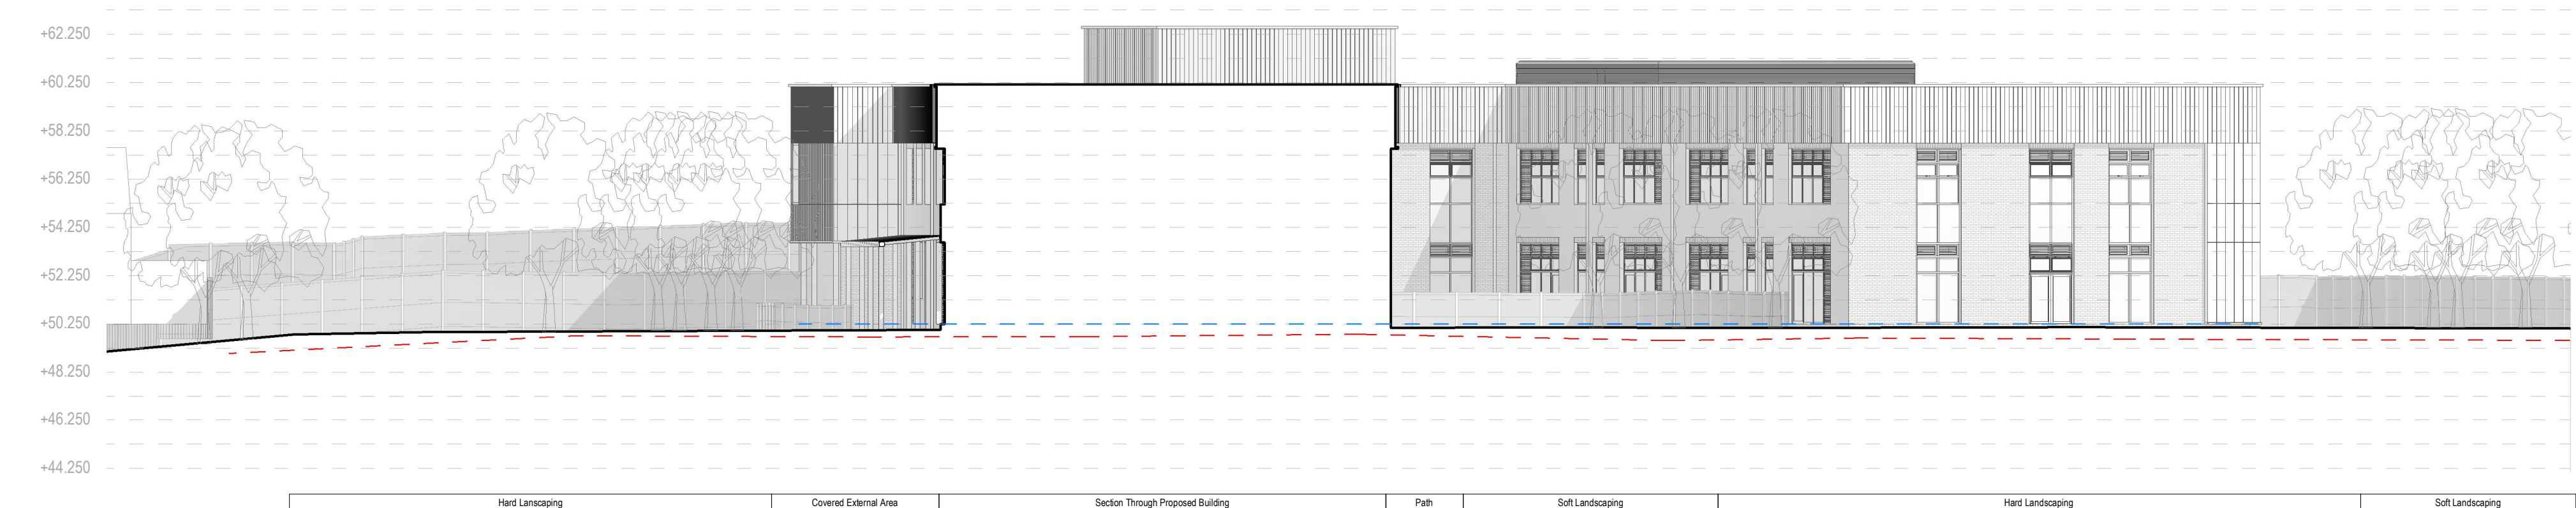 +62.250
+60.250
+58.250
+56.250
+54.250
+52.250
+50.250
+48.250
+46.250
+44.250
Hard Lanscaping
Covered External Area
Section Through Proposed Building
Path
Soft Landscaping
Hard Landscaping
Soft Landscaping